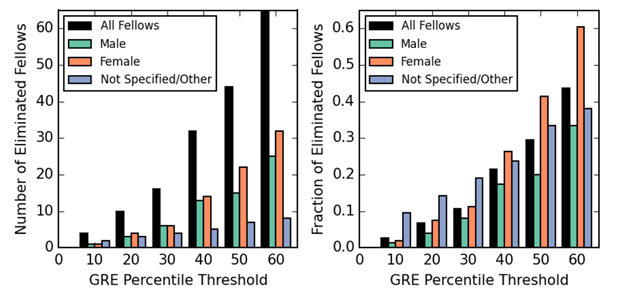 Number of Eliminated Fellows
60
50
40
30
20
10
0
All Fellows
Male
Female
Not Specified/Other
0 10 20 30 40 50 60
GRE Percentile Threshold
Fraction of Eliminated Fellows
0.6
0.5
0.4
0.3
0.2
0.1
0.0
All Fellows
Male
Female
Not Specified/Other
0 10 20 30 40 50 60
GRE Percentile Threshold